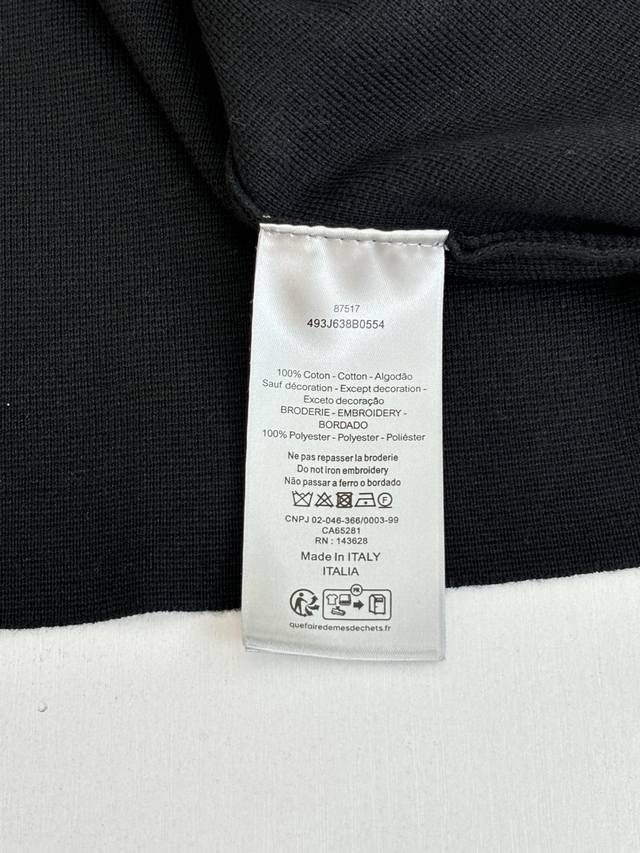 87517
493J638B0554
100% Coton - Cotton - Algodão
Sauf décoration - Except decoration -
Exceto decoração
BRODERIE - EMBROIDERY -
BORDADO
100% Polyester - Polyester - Poliéster
Ne pas repasser la broderie
Do not iron embroidery
Não passar a ferro o bordado
CNPJ 02-046-366/0003-99
CA65281
RN : 143628
Made In ITALY
ITALIA
FR
quefairedemesdechets.fr